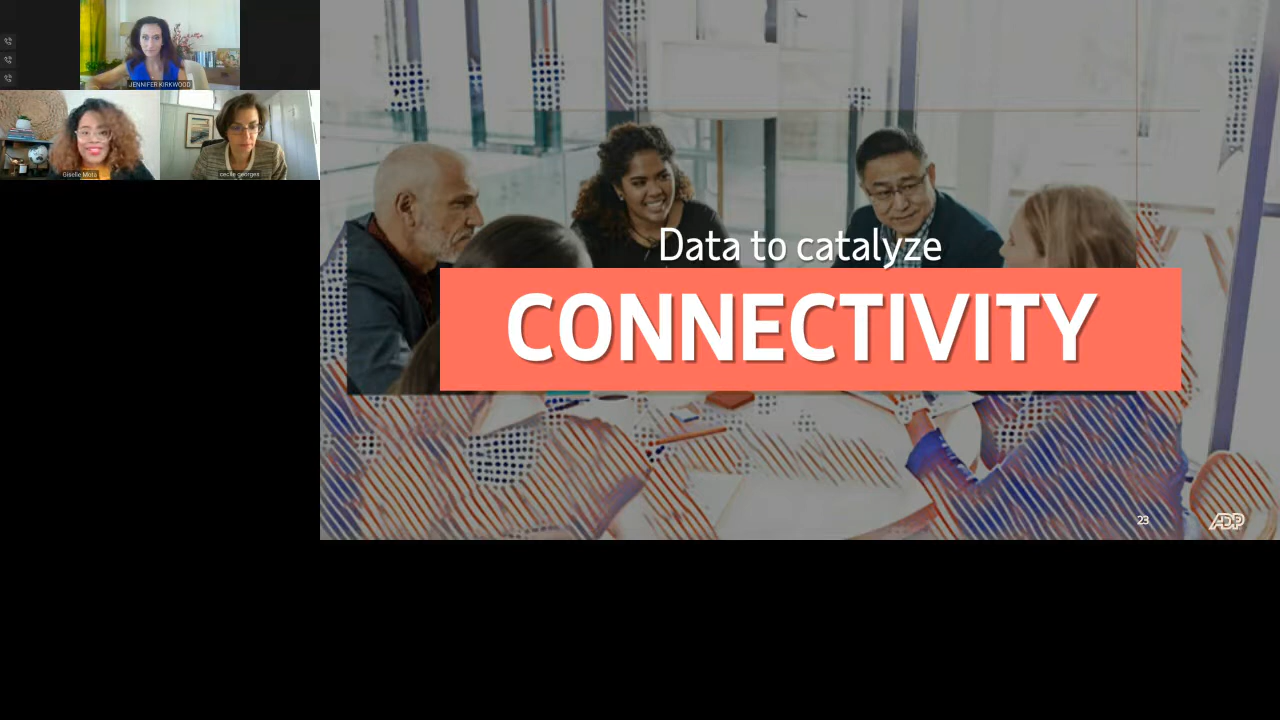 JENNIFER KIRKWOOD
Giselle Mota
cecile georges
Data to catalyze
CONNECTIVITY
23
ADP